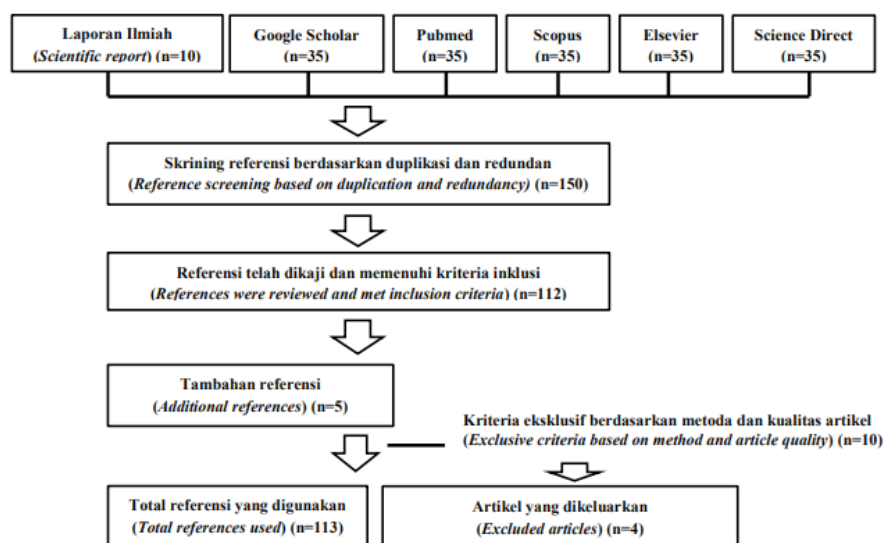 Laporan Ilmiah
(Scientific report) (n=10)
Google Scholar
(n=35)
Pubmed
(n=35)
Scopus
(n=35)
Elsevier
(n=35)
Science Direct
(n=35)
Skrining referensi berdasarkan duplikasi dan redundan
(Reference screening based on duplication and redundancy) (n=150)
Referensi telah dikaji dan memenuhi kriteria inklusi
(References were reviewed and met inclusion criteria) (n=112)
Tambahan referensi
(Additional references) (n=5)
Kriteria eksklusif berdasarkan metoda dan kualitas artikel
(Exclusive criteria based on method and article quality) (n=10)
Total referensi yang digunakan
(Total references used) (n=113)
Artikel yang dikeluarkan
(Excluded articles) (n=4)